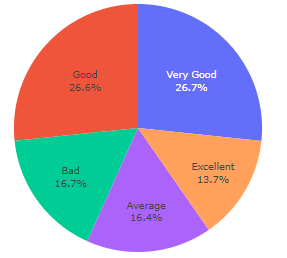 Good
26.6%
Very Good
26.7%
Bad
16.7%
Excellent
13.7%
Average
16.4%